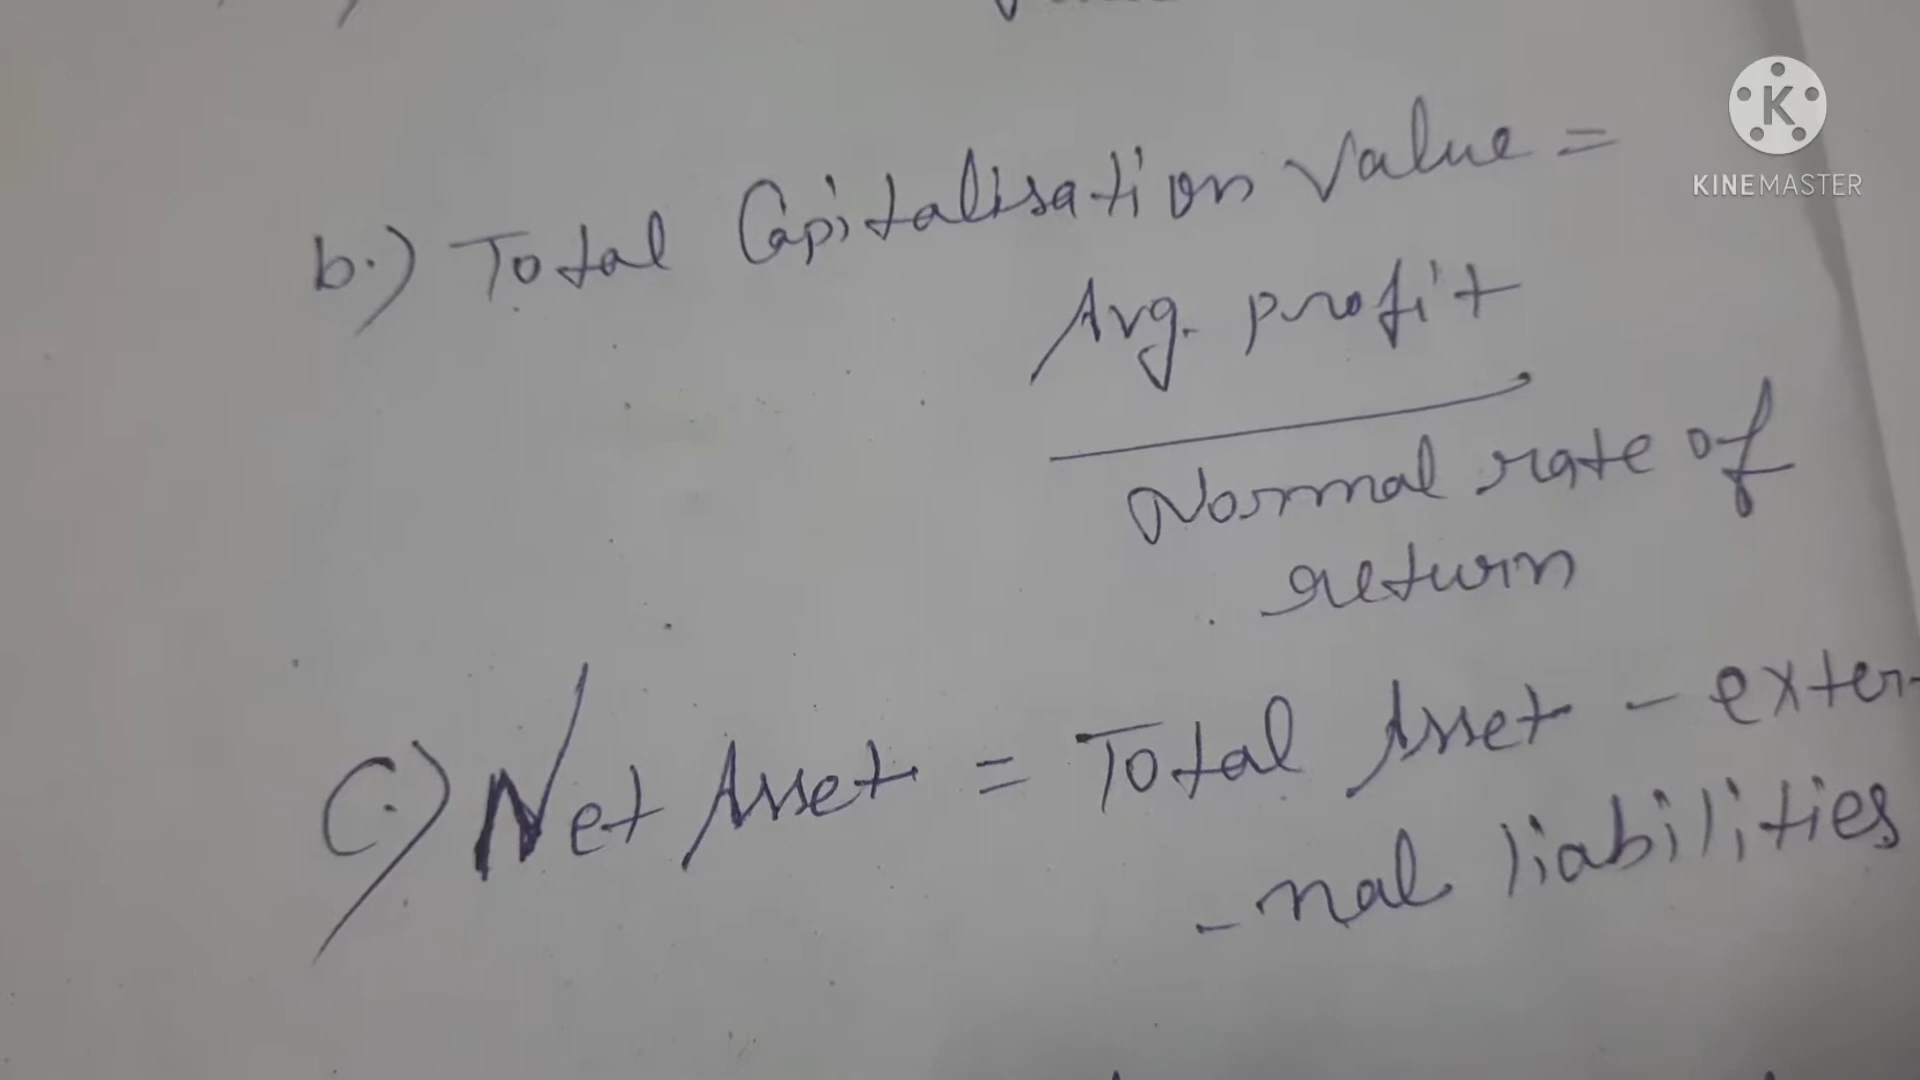 b.) Total Capitalisation Value =
Avg. profit
Normal rate of
return
C.) Net Asset = Total Asset - exter-
-nal liabilities
K
KINEMASTER